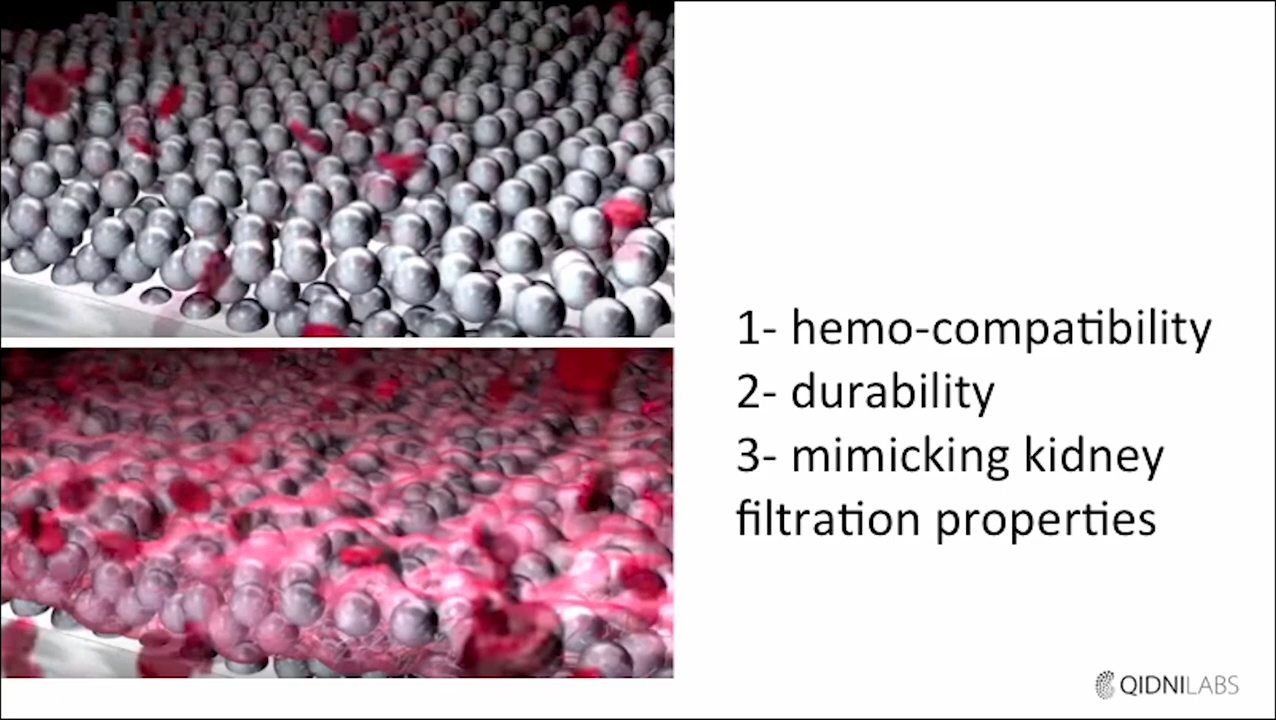 1- hemo-compatibility
2- durability
3- mimicking kidney
filtration properties
QIDNILABS